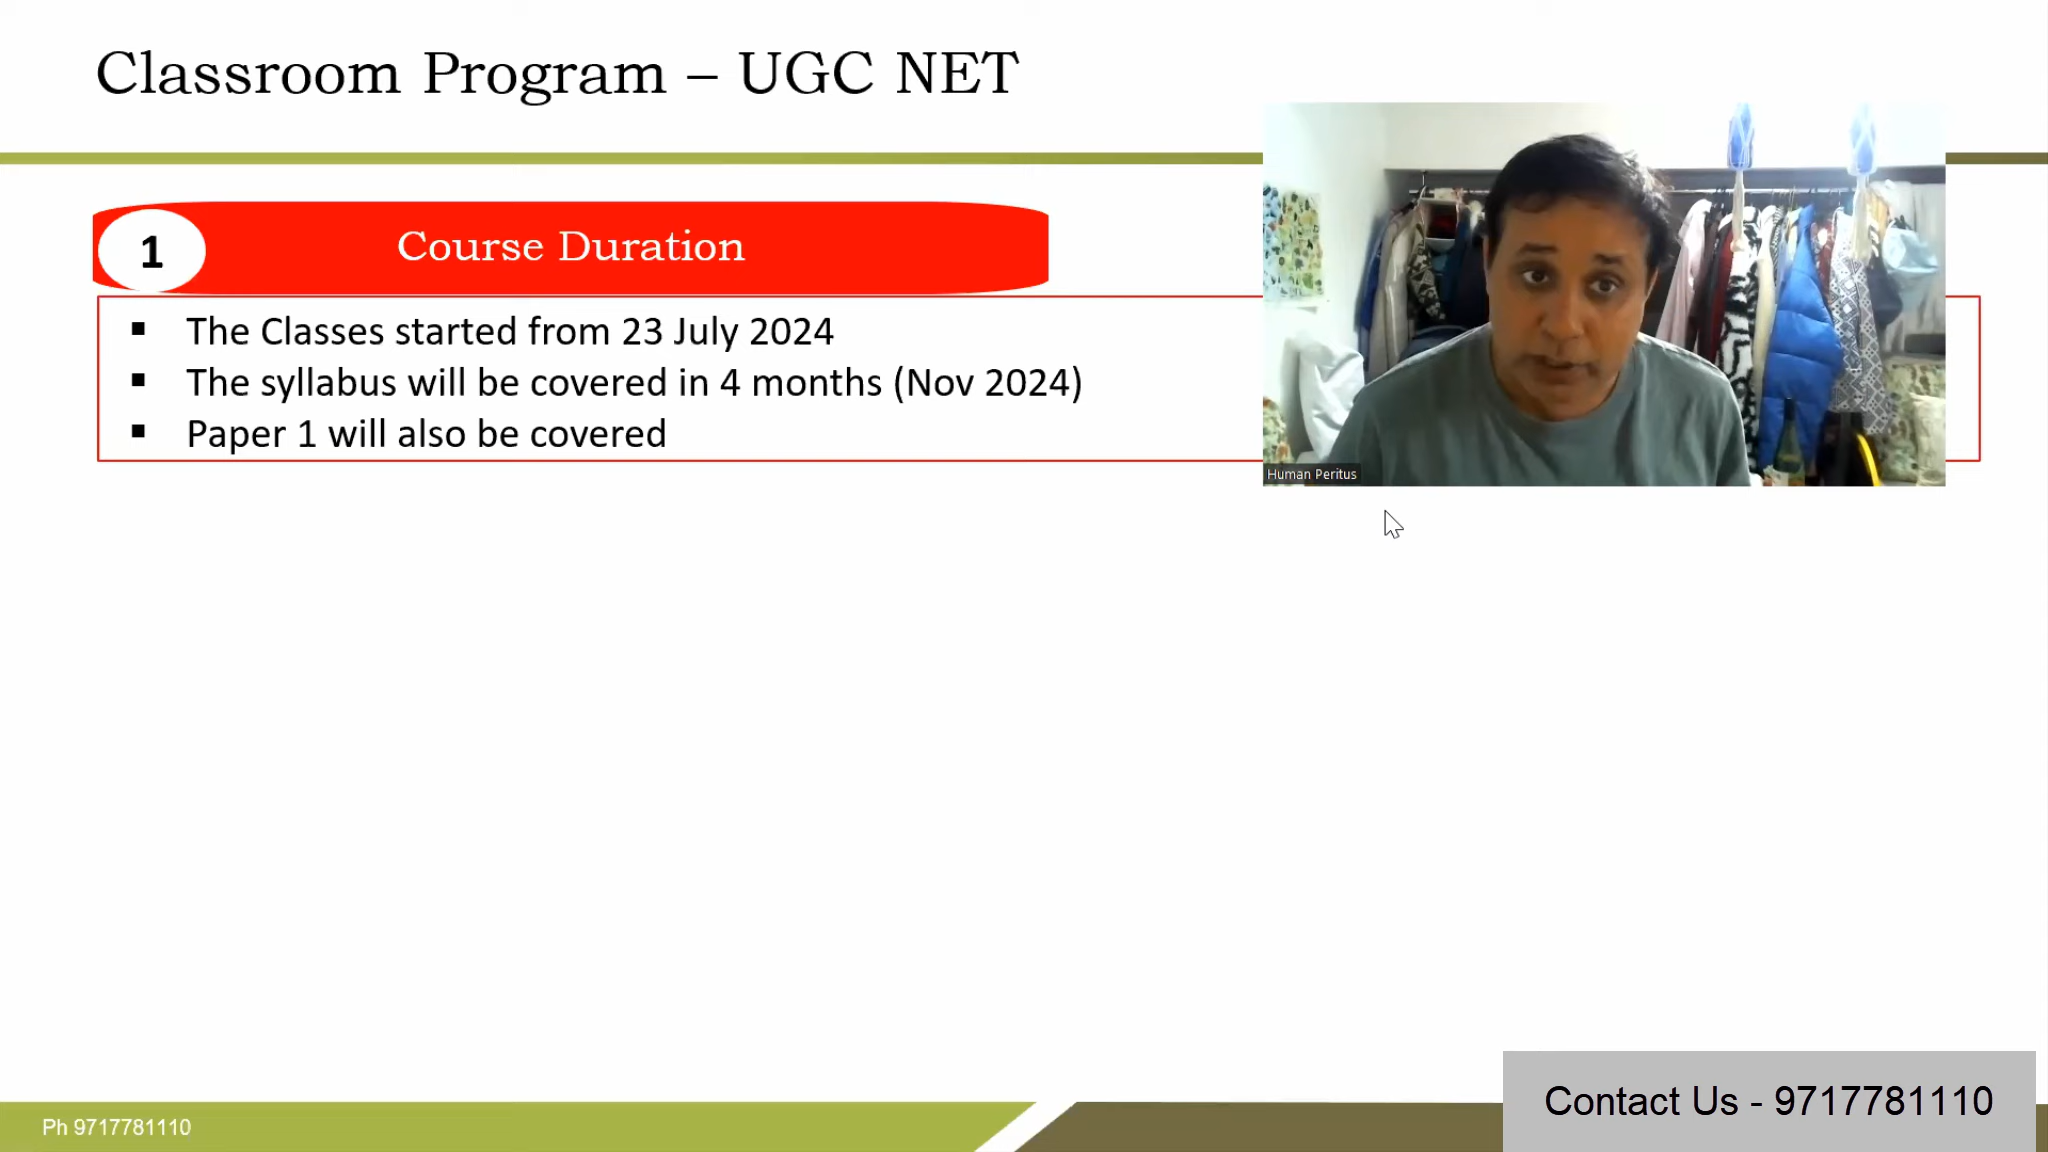 Classroom Program – UGC NET
1
Course Duration
▪ The Classes started from 23 July 2024
▪ The syllabus will be covered in 4 months (Nov 2024)
▪ Paper 1 will also be covered
Human Peritus
Ph 9717781110
Contact Us - 9717781110